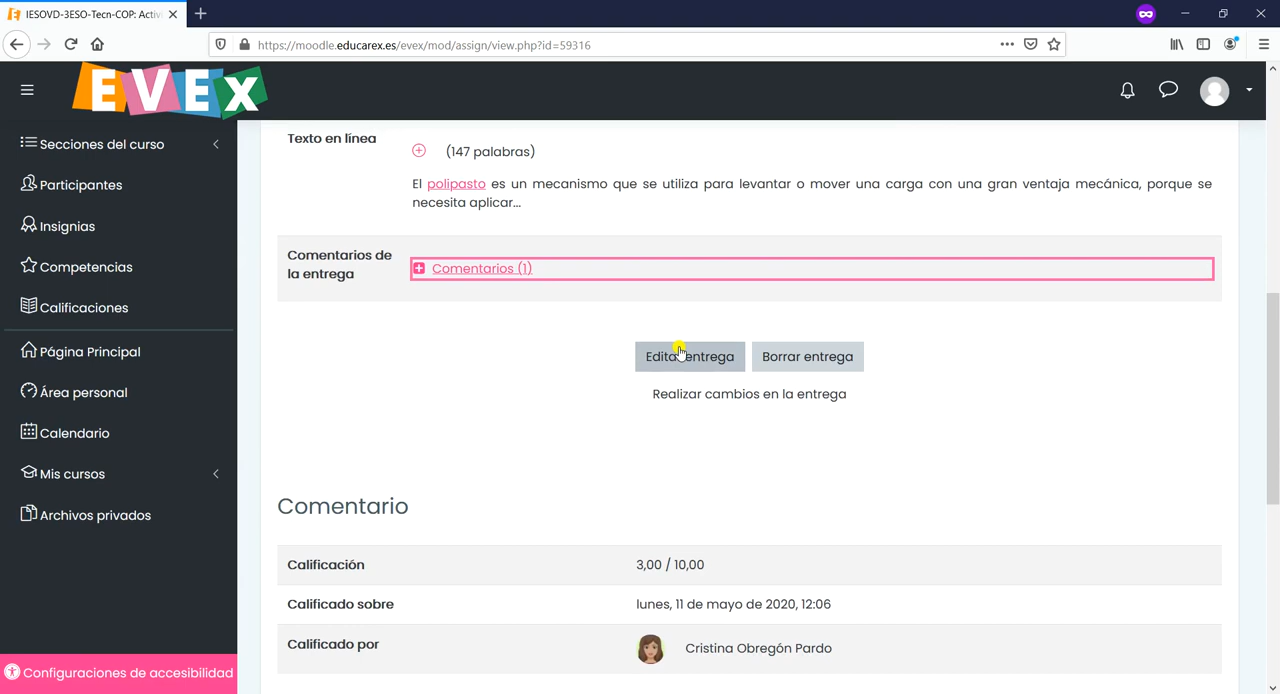 IESOVD-3ESO-Tecn-COP: Activi
https://moodle.educarex.es/evex/mod/assign/view.php?id=59316
EVEX
Secciones del curso
Participantes
Insignias
Competencias
Calificaciones
Página Principal
Área personal
Calendario
Mis cursos
Archivos privados
Configuraciones de accesibilidad
Texto en línea
(147 palabras)
El polipasto es un mecanismo que se utiliza para levantar o mover una carga con una gran ventaja mecánica, porque se
necesita aplicar...
Comentarios de
la entrega
Comentarios (1)
Editar entrega
Borrar entrega
Realizar cambios en la entrega
Comentario
Calificación
3,00 / 10,00
Calificado sobre
lunes, 11 de mayo de 2020, 12:06
Calificado por
Cristina Obregón Pardo